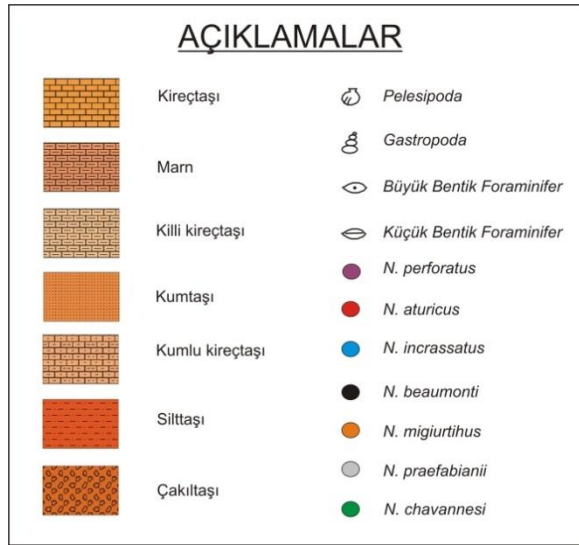 AÇIKLAMALAR
Kireçtaşı
Marn
Killi kireçtaşı
Kumtaşı
Kumlu kireçtaşı
Silttaşı
Çakıltaşı
Pelesipoda
Gastropoda
Büyük Bentik Foraminifer
Küçük Bentik Foraminifer
N. perforatus
N. aturicus
N. incrassatus
N. beaumonti
N. migiurtihus
N. praefabianii
N. chavannesi